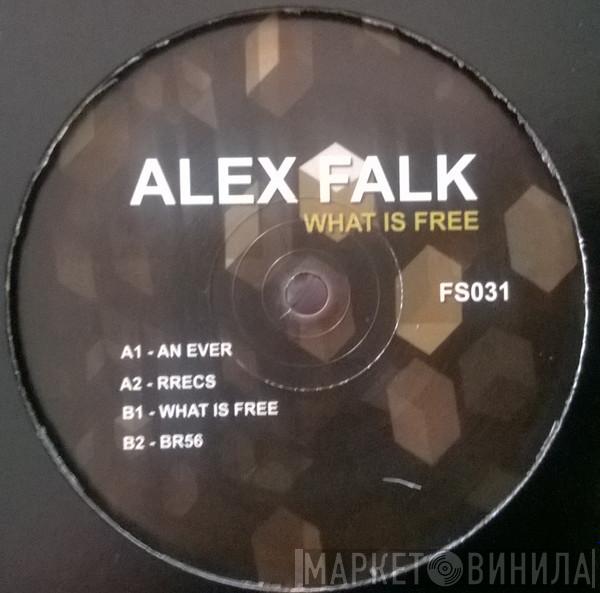 ALEX FALK
WHAT IS FREE
FS031
A1 - AN EVER
A2 - RRECS
B1 - WHAT IS FREE
B2 - BR56
МАРКЕТ ВИНИЛА